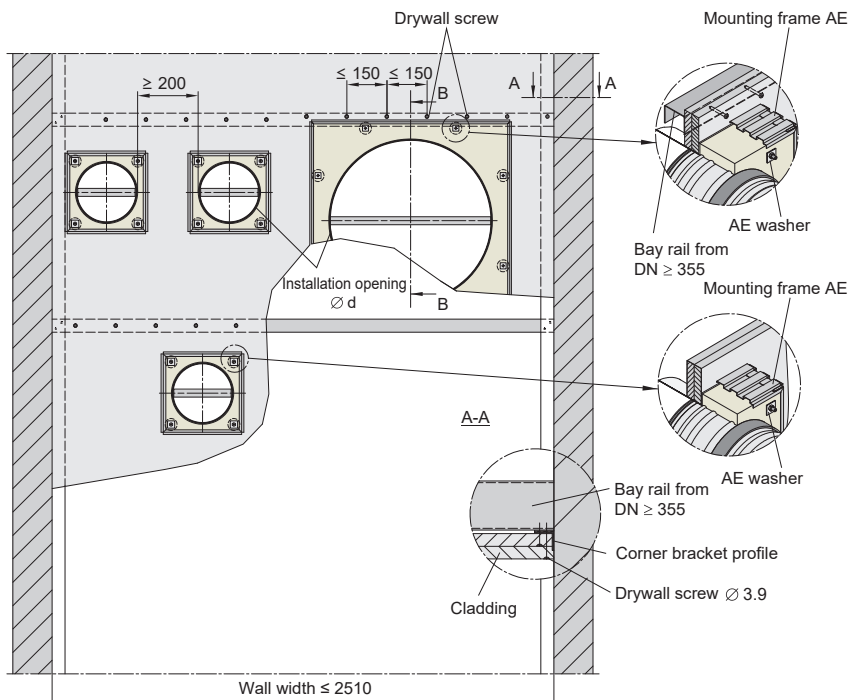 Drywall screw
Mounting frame AE
≥ 200
≤ 150
≤ 150
B
A
A
AE washer
Bay rail from
DN ≥ 355
Installation opening
∅ d
B
Mounting frame AE
A-A
AE washer
Bay rail from
DN ≥ 355
Corner bracket profile
Cladding
Drywall screw ∅ 3.9
Wall width ≤ 2510